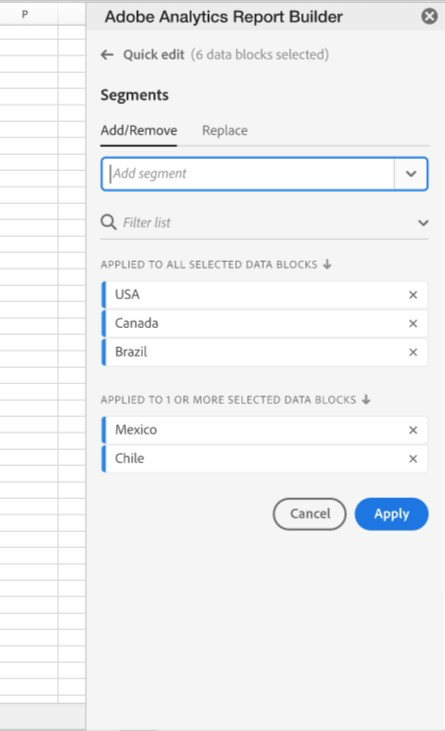 P
Adobe Analytics Report Builder
Quick edit (6 data blocks selected)
Segments
Add/Remove Replace
Add segment
Filter list
APPLIED TO ALL SELECTED DATA BLOCKS
USA
Canada
Brazil
APPLIED TO 1 OR MORE SELECTED DATA BLOCKS
Mexico
Chile
Cancel Apply